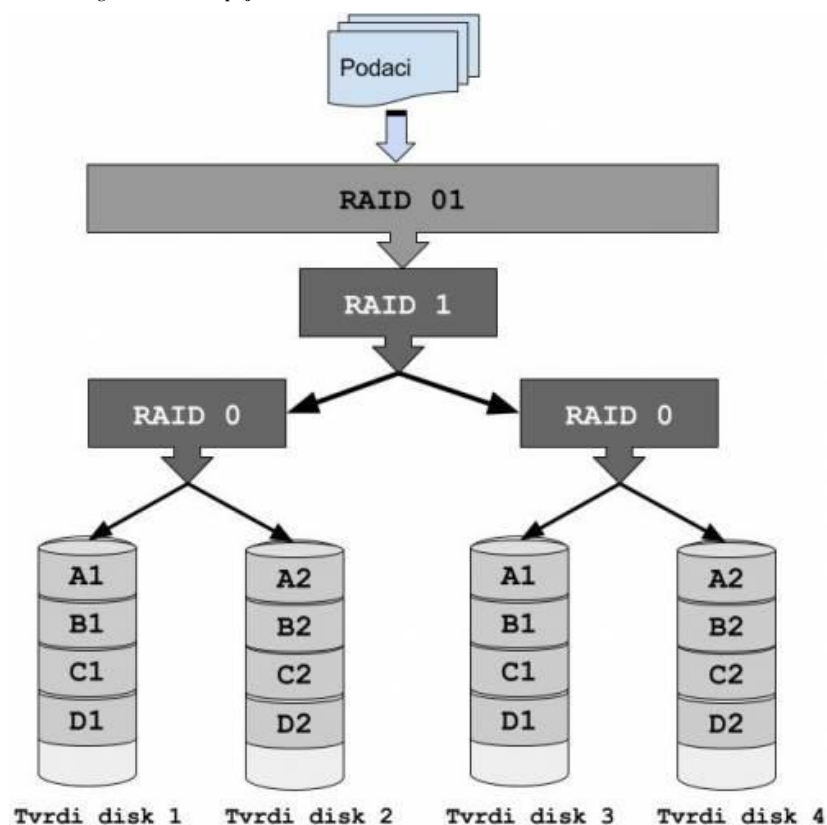 Podaci
RAID 01
RAID 1
RAID 0 RAID 0
A1 A2 A1 A2
B1 B2 B1 B2
C1 C2 C1 C2
D1 D2 D1 D2
Tvrdi disk 1 Tvrdi disk 2 Tvrdi disk 3 Tvrdi disk 4